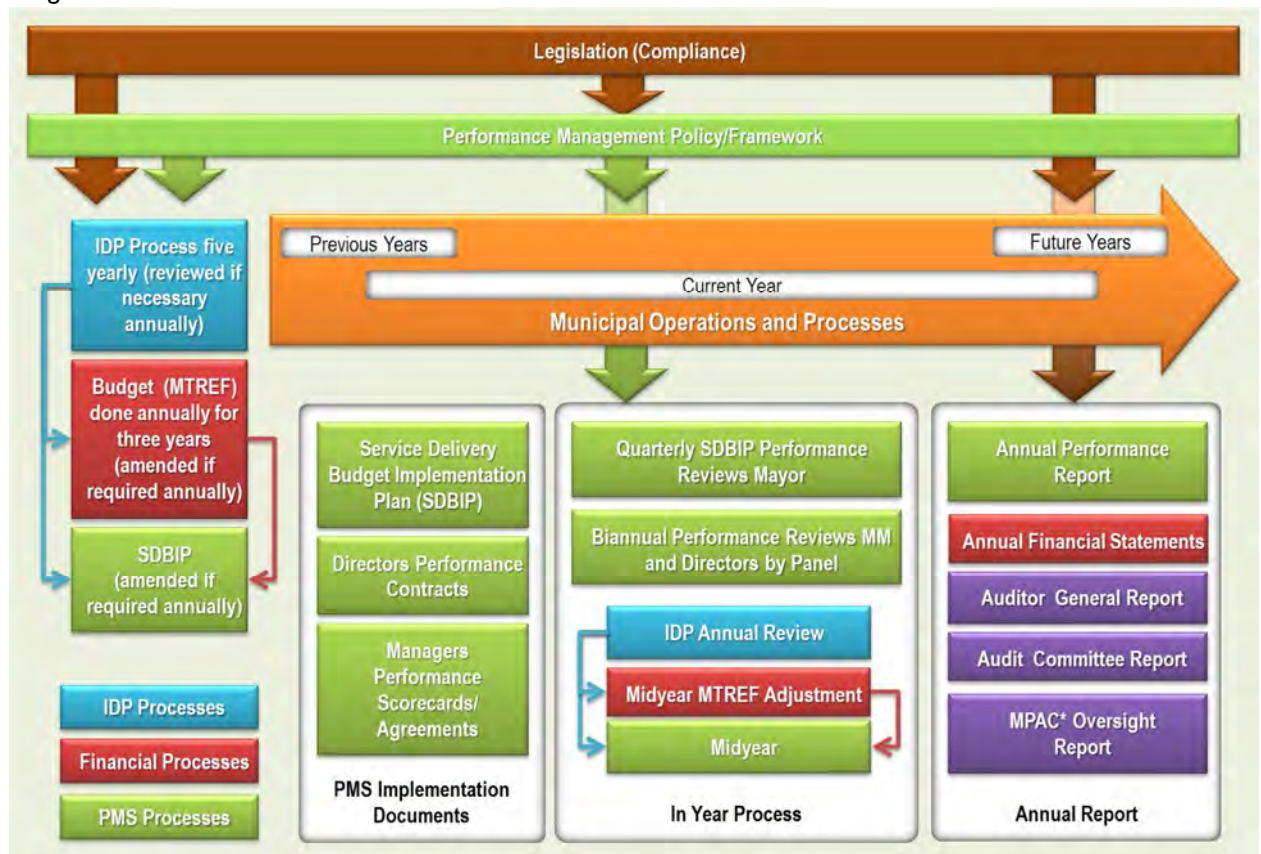 Legislation (Compliance)
Performance Management Policy/Framework
IDP Process five
yearly (reviewed if
necessary
annually)
Budget (MTREF)
done annually for
three years
(amended if
required annually)
SDBIP
(amended if
required annually)
IDP Processes
Financial Processes
PMS Processes
Previous Years
Future Years
Current Year
Municipal Operations and Processes
Service Delivery
Budget Implementation
Plan (SDBIP)
Directors Performance
Contracts
Managers
Performance
Scorecards/
Agreements
PMS Implementation
Documents
Quarterly SDBIP Performance
Reviews Mayor
Biannual Performance Reviews MM
and Directors by Panel
IDP Annual Review
Midyear MTREF Adjustment
Midyear
In Year Process
Annual Performance
Report
Annual Financial Statements
Auditor General Report
Audit Committee Report
MPAC* Oversight
Report
Annual Report